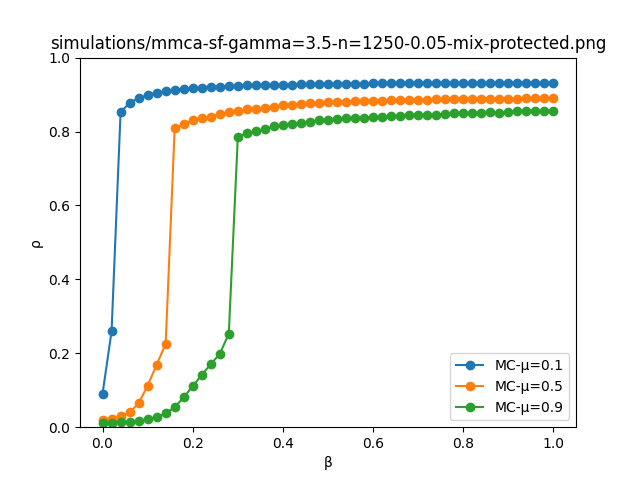 simulations/mmca-sf-gamma=3.5-n=1250-0.05-mix-protected.png
1.0
0.8
0.6
0.4
0.2
0.0
ρ
0.0 0.2 0.4 0.6 0.8 1.0
β
MC-μ=0.1
MC-μ=0.5
MC-μ=0.9